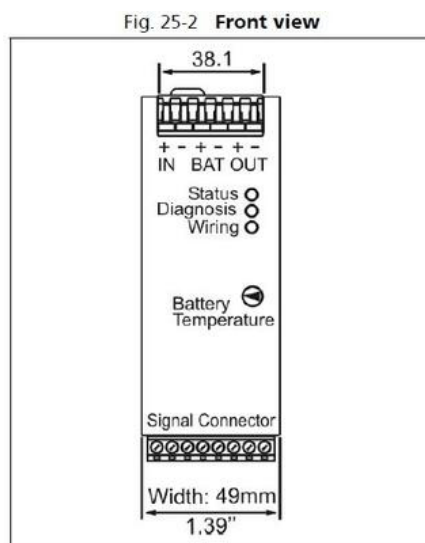 Fig. 25-2 Front view
38.1
+ - + - + -
IN BAT OUT
Status
Diagnosis
Wiring
Battery
Temperature
Signal Connector
Width: 49mm
1.39"